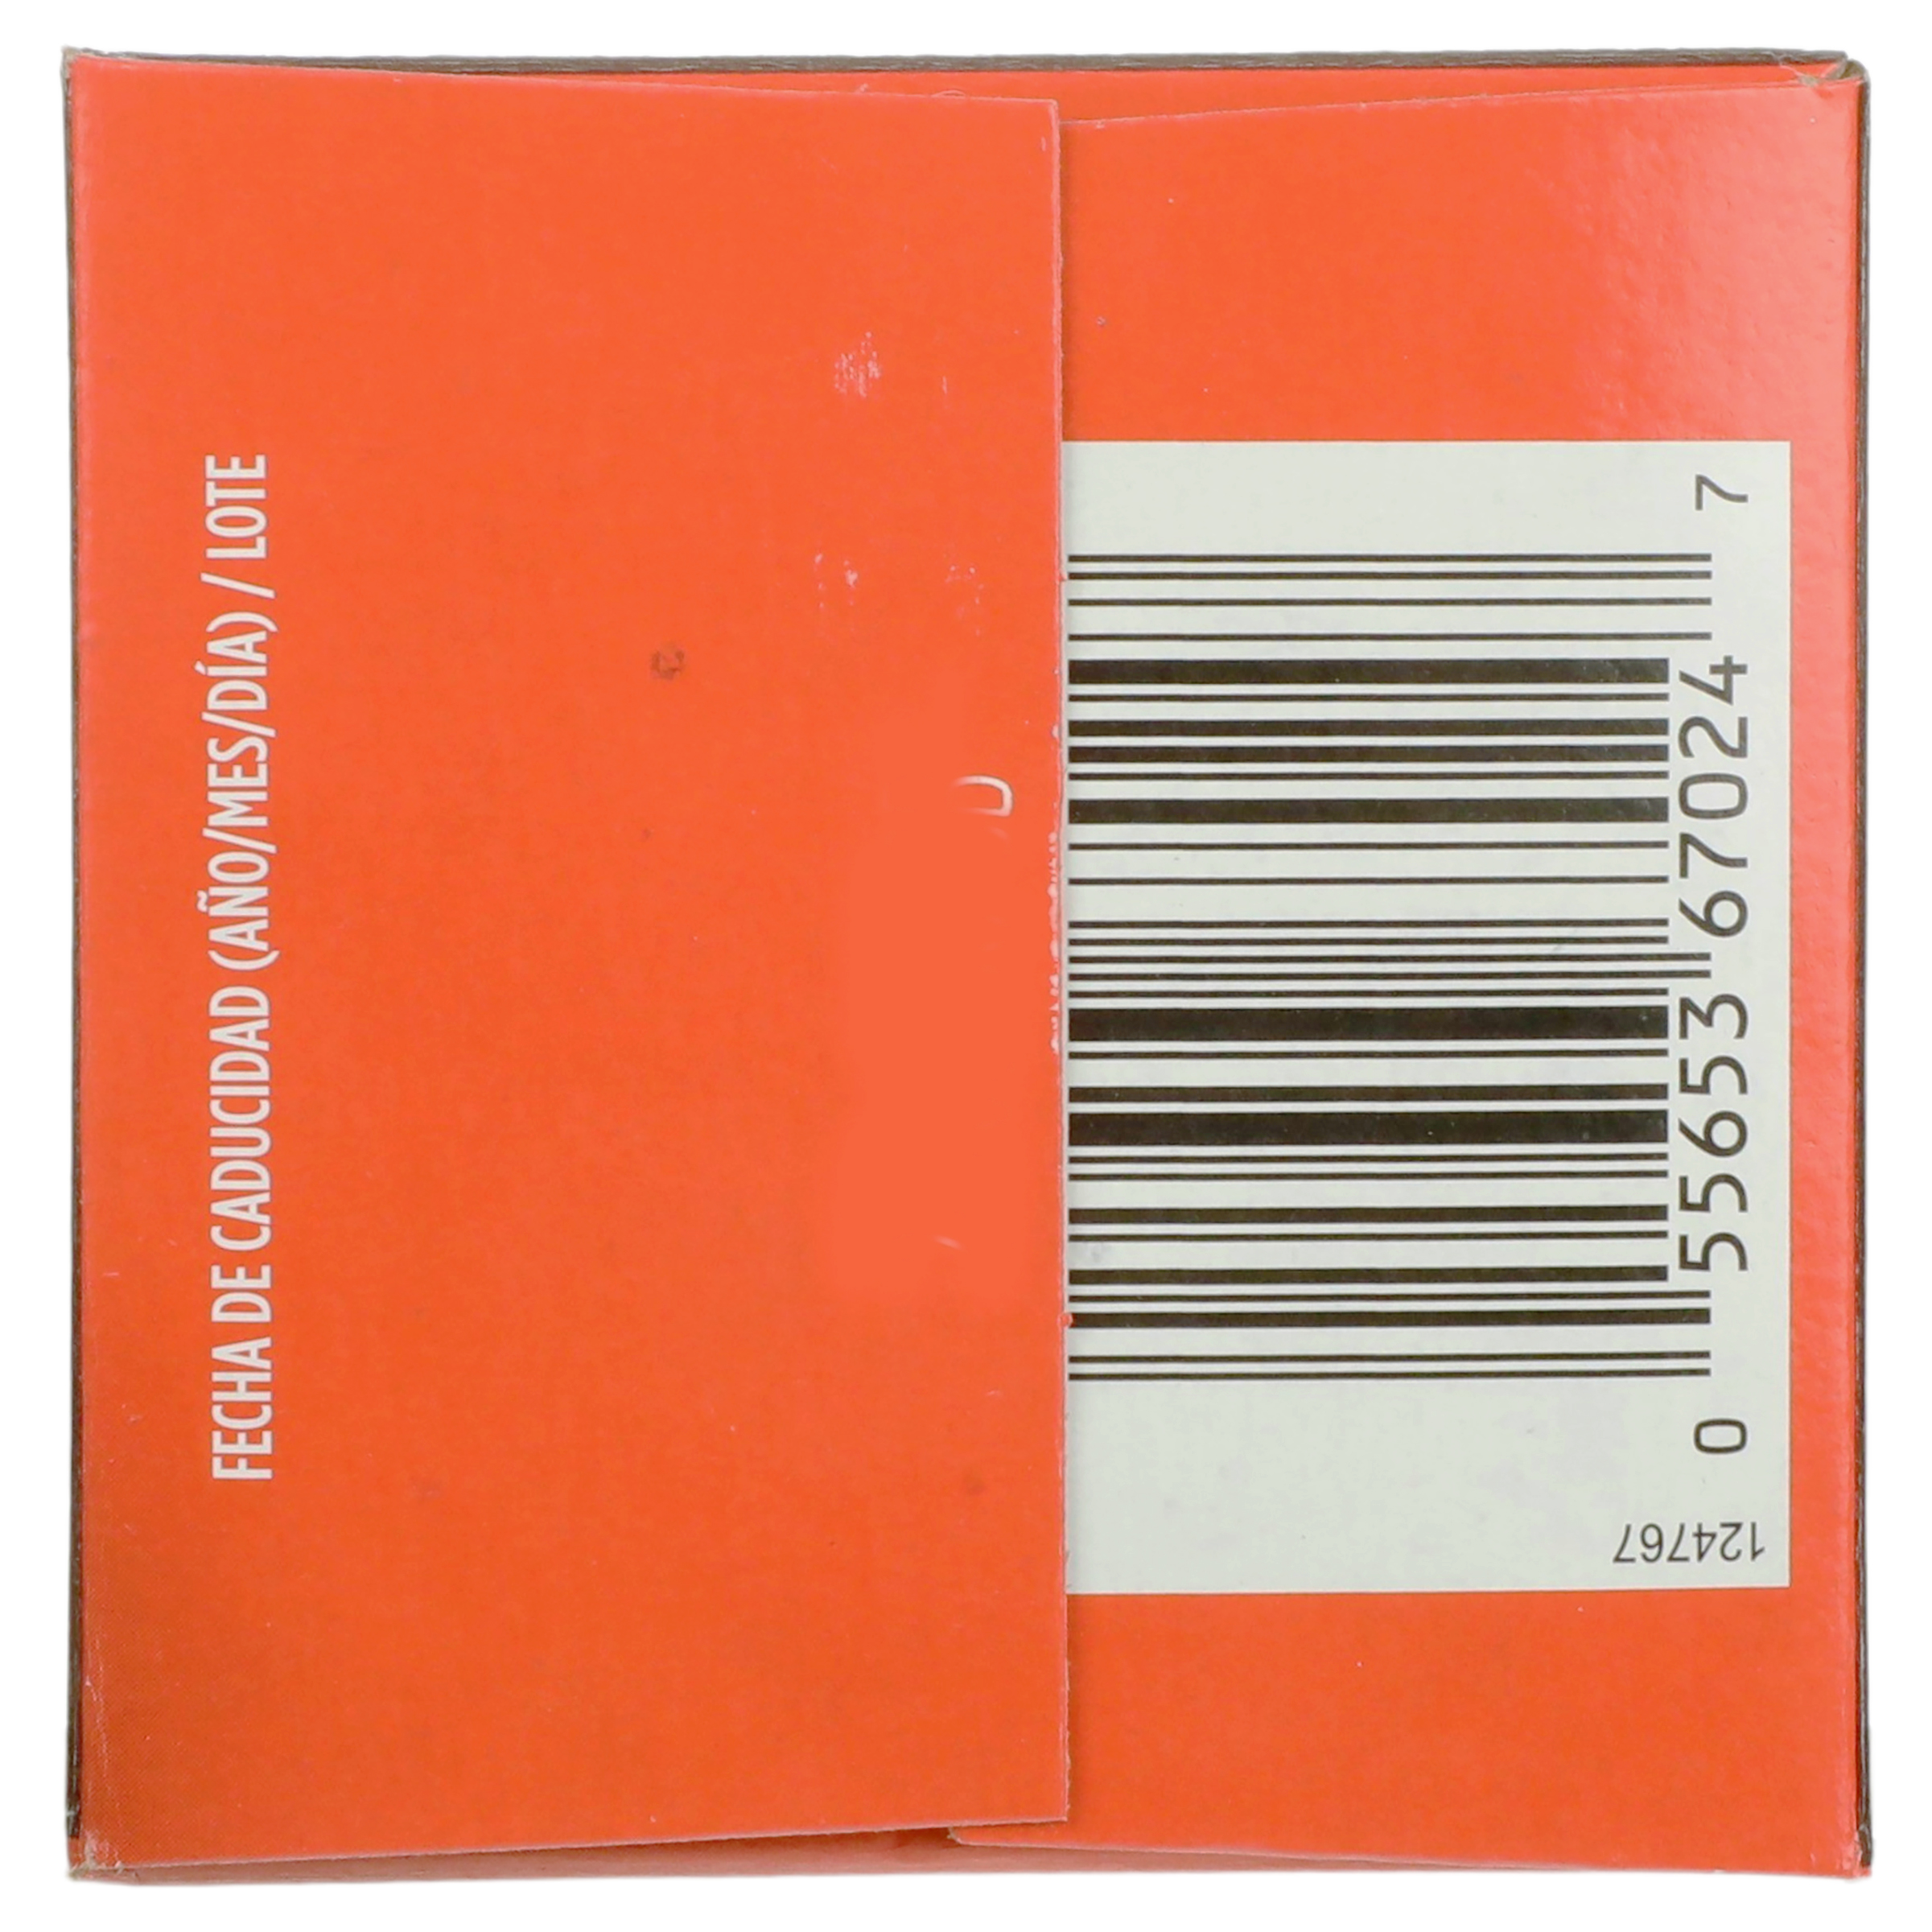 FECHA DE CADUCIDAD (AÑO/MES/DÍA) / LOTE
0 55653 67024 7
124767